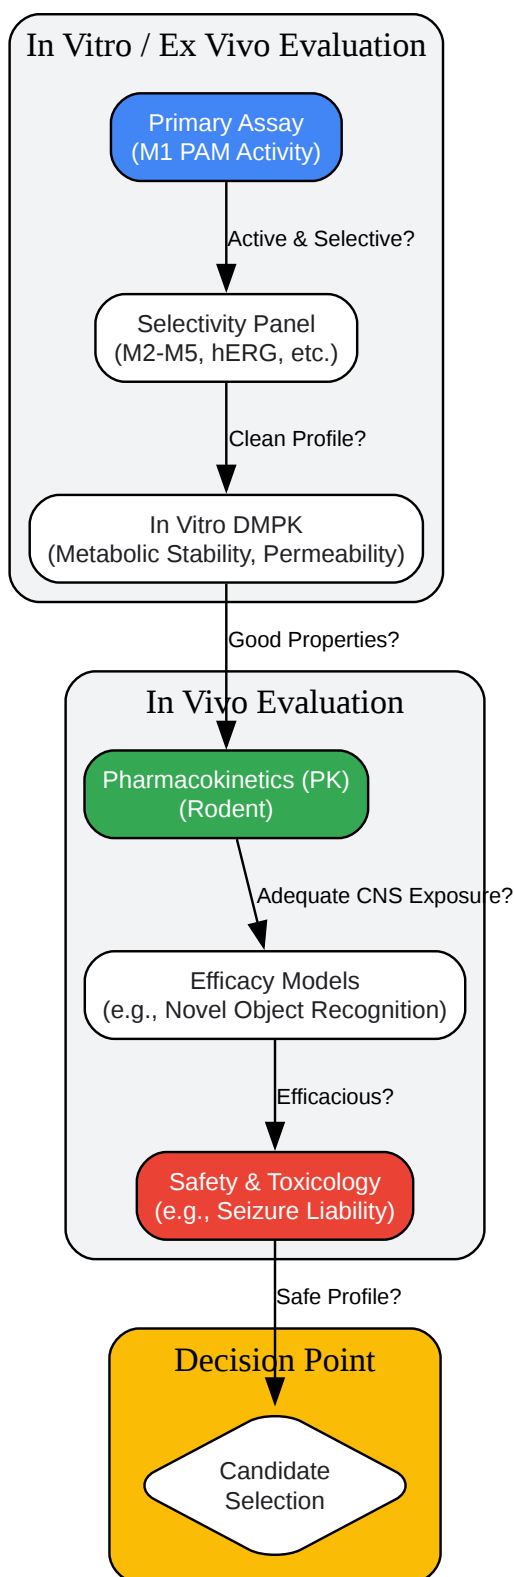 In Vitro / Ex Vivo Evaluation
Primary Assay
(M1 PAM Activity)
Active & Selective?
Selectivity Panel
(M2-M5, hERG, etc.)
Clean Profile?
In Vitro DMPK
(Metabolic Stability, Permeability)
Good Properties?
In Vivo Evaluation
Pharmacokinetics (PK)
(Rodent)
Adequate CNS Exposure?
Efficacy Models
(e.g., Novel Object Recognition)
Efficacious?
Safety & Toxicology
(e.g., Seizure Liability)
Safe Profile?
Decision Point
Candidate
Selection